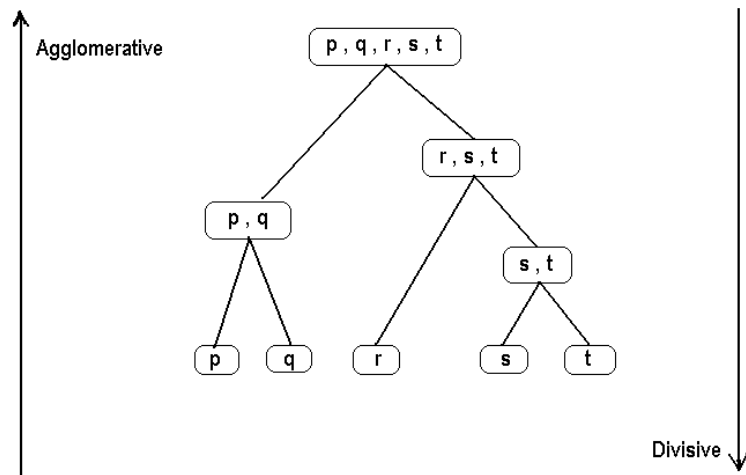 p , q , r , s , t
Agglomerative
r , s , t
p , q
s , t
p
q
r
s
t
Divisive